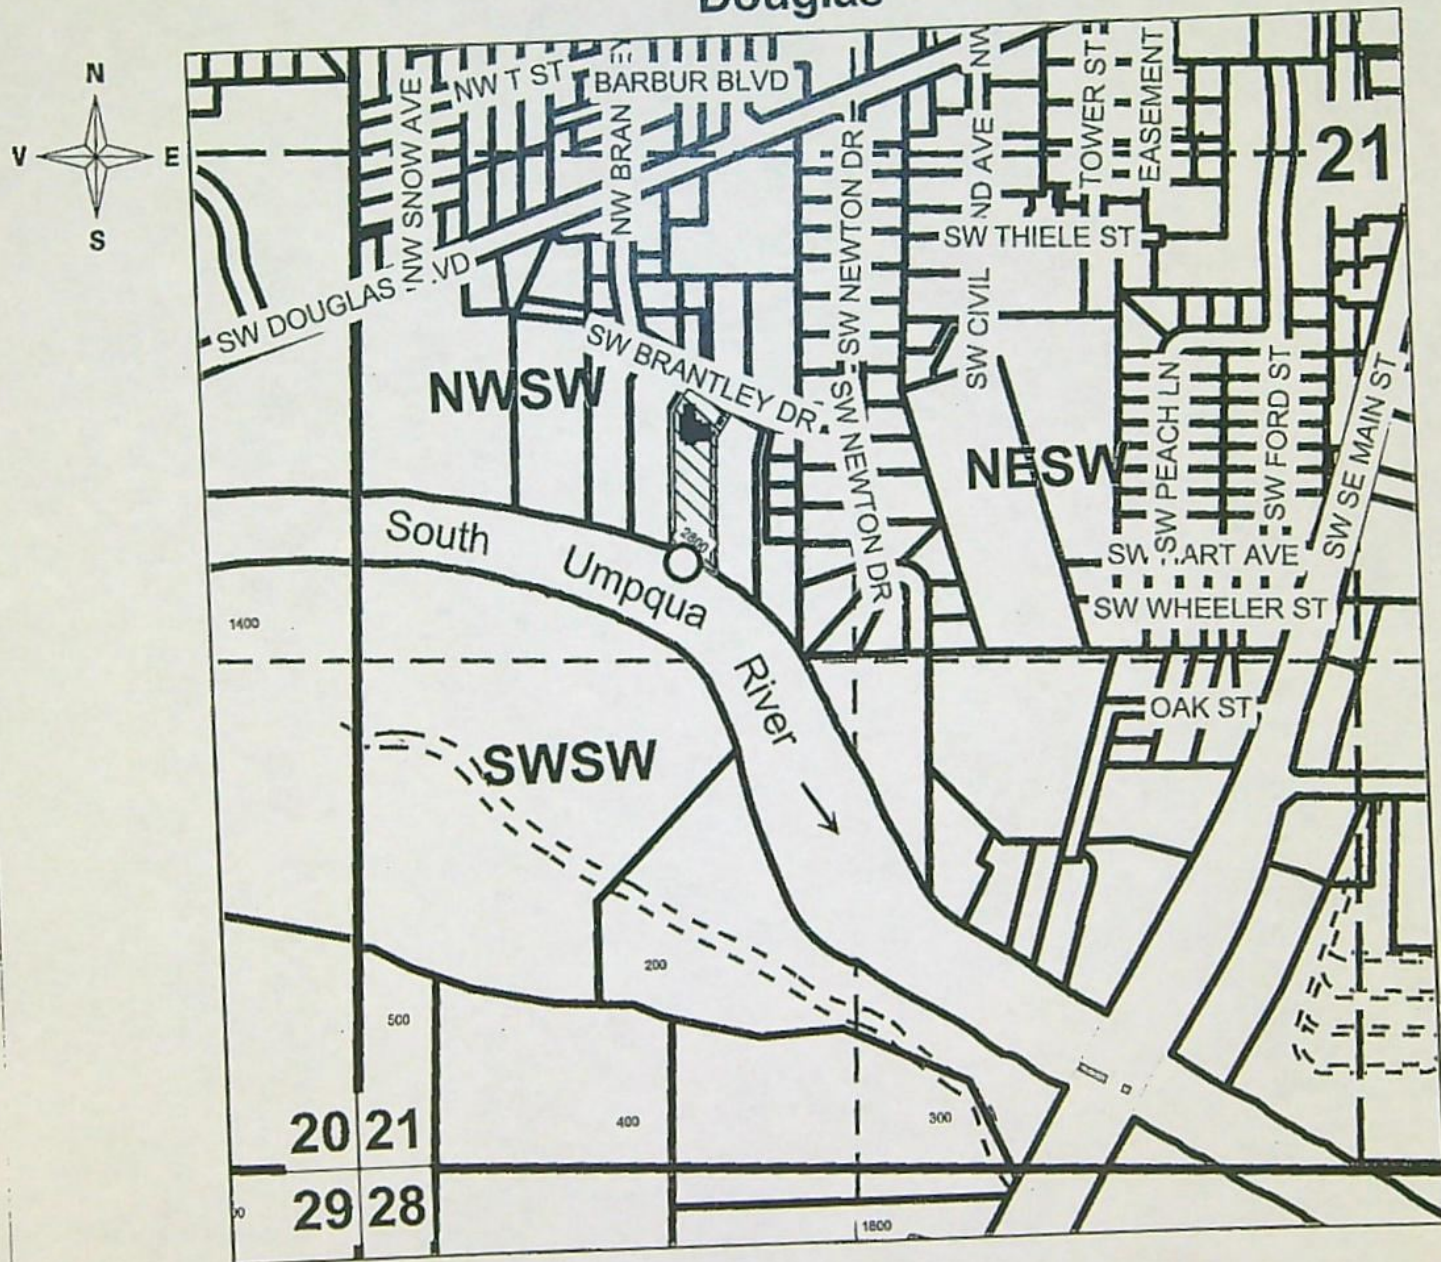 Douglas
N
V
E
S
NW SNOW AVE
NW T ST
BARBUR BLVD
NW BRAN
SW NEWTON DR
ND AVE
NW
TOWER ST
EASEMENT
21
SW THIELE ST
SW DOUGLAS
VD
SW CIVIL
SW BRANTLEY DR
NWSW
NESW
SW NEWTON DR
SW PEACH LN
SW FORD ST
SW SE MAIN ST
South
Umpqua
River
2800
SW
ART AVE
SW WHEELER ST
1400
OAK ST
SWSW
200
500
400
300
20 21
29 28
1800